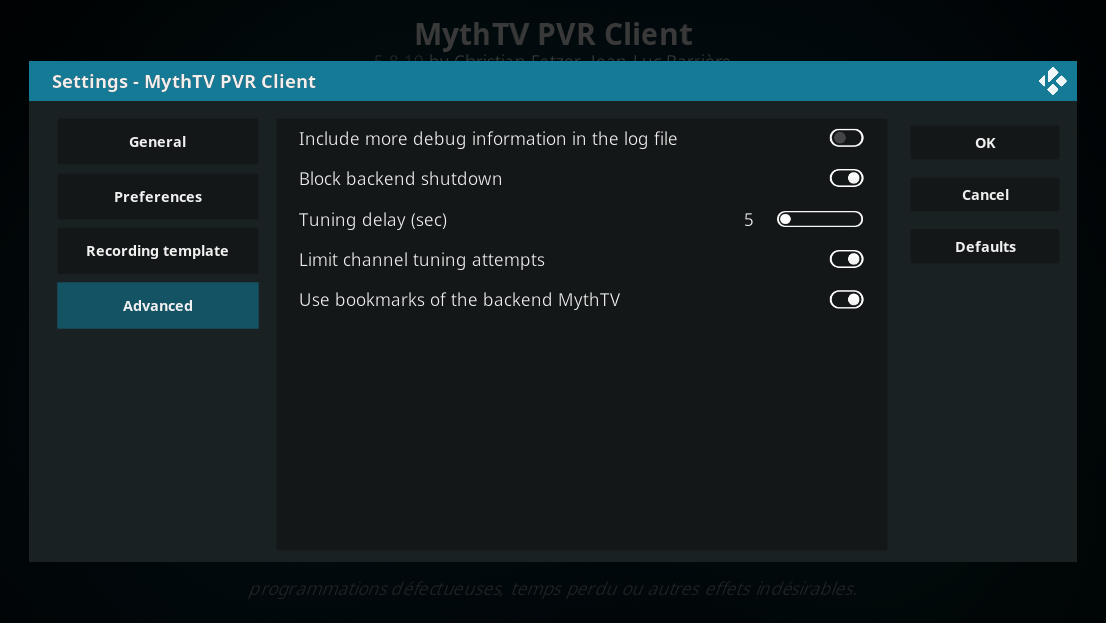 MythTV PVR Client
5.8.10 by Christian Fetzer, Jean-Luc Barrière
Settings - MythTV PVR Client
General
Preferences
Recording template
Advanced
Include more debug information in the log file
Block backend shutdown
Tuning delay (sec) 5
Limit channel tuning attempts
Use bookmarks of the backend MythTV
OK
Cancel
Defaults
programmations défectueuses, temps perdu ou autres effets indésirables.